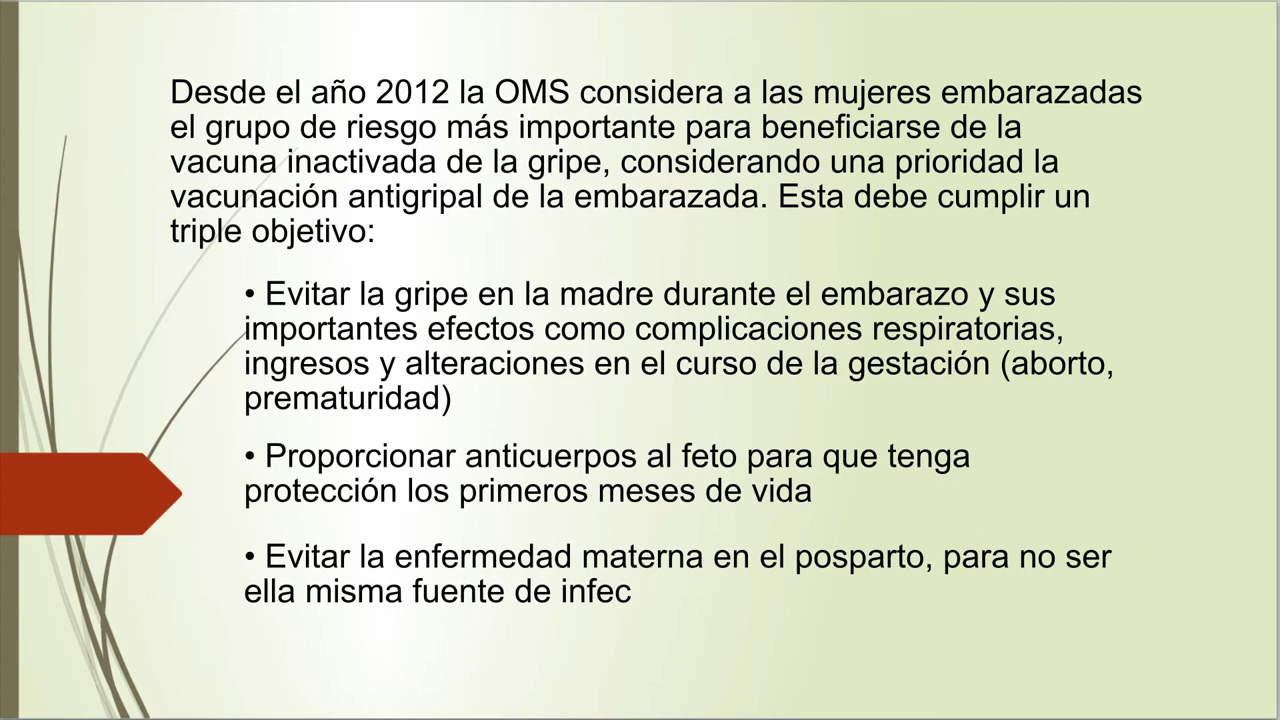 Desde el año 2012 la OMS considera a las mujeres embarazadas
el grupo de riesgo más importante para beneficiarse de la
vacuna inactivada de la gripe, considerando una prioridad la
vacunación antigripal de la embarazada. Esta debe cumplir un
triple objetivo:
• Evitar la gripe en la madre durante el embarazo y sus
importantes efectos como complicaciones respiratorias,
ingresos y alteraciones en el curso de la gestación (aborto,
prematuridad)
• Proporcionar anticuerpos al feto para que tenga
protección los primeros meses de vida
• Evitar la enfermedad materna en el posparto, para no ser
ella misma fuente de infec